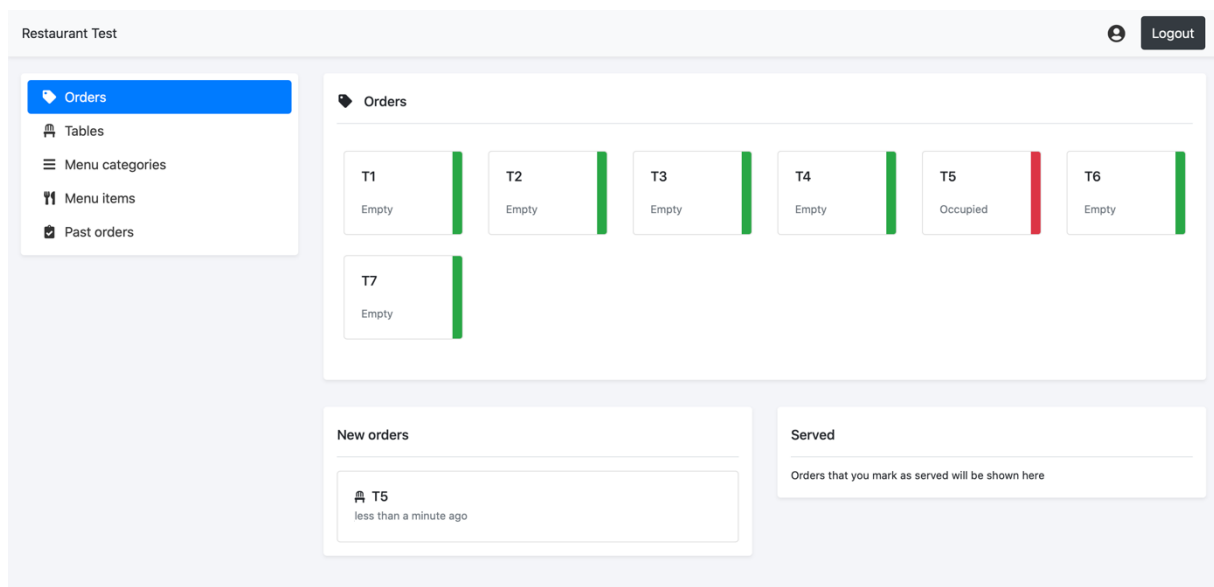 Restaurant Test
Logout
Orders
Tables
Menu categories
Menu items
Past orders
Orders
T1
Empty
T2
Empty
T3
Empty
T4
Empty
T5
Occupied
T6
Empty
T7
Empty
New orders
T5
less than a minute ago
Served
Orders that you mark as served will be shown here